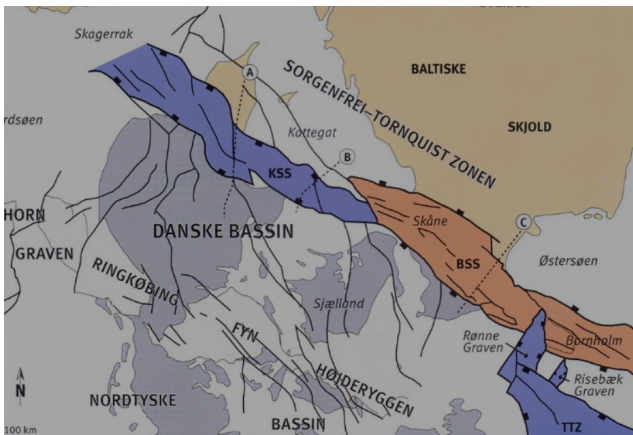 Skagerrak
A
SORGENFREI-TORNQUIST ZONEN
BALTISKE
SKJOLD
rdsøen
Kattegat
B
KSS
HORN
GRAVEN
DANSKE BASSIN
Skåne
C
BSS
Østersøen
RINGKØBING
FYN
HØJDERYGGEN
Sjælland
Rønne
Graven
Bornholm
Risebæk
Graven
N
NORDTYSKE
BASSIN
TTZ
100 km